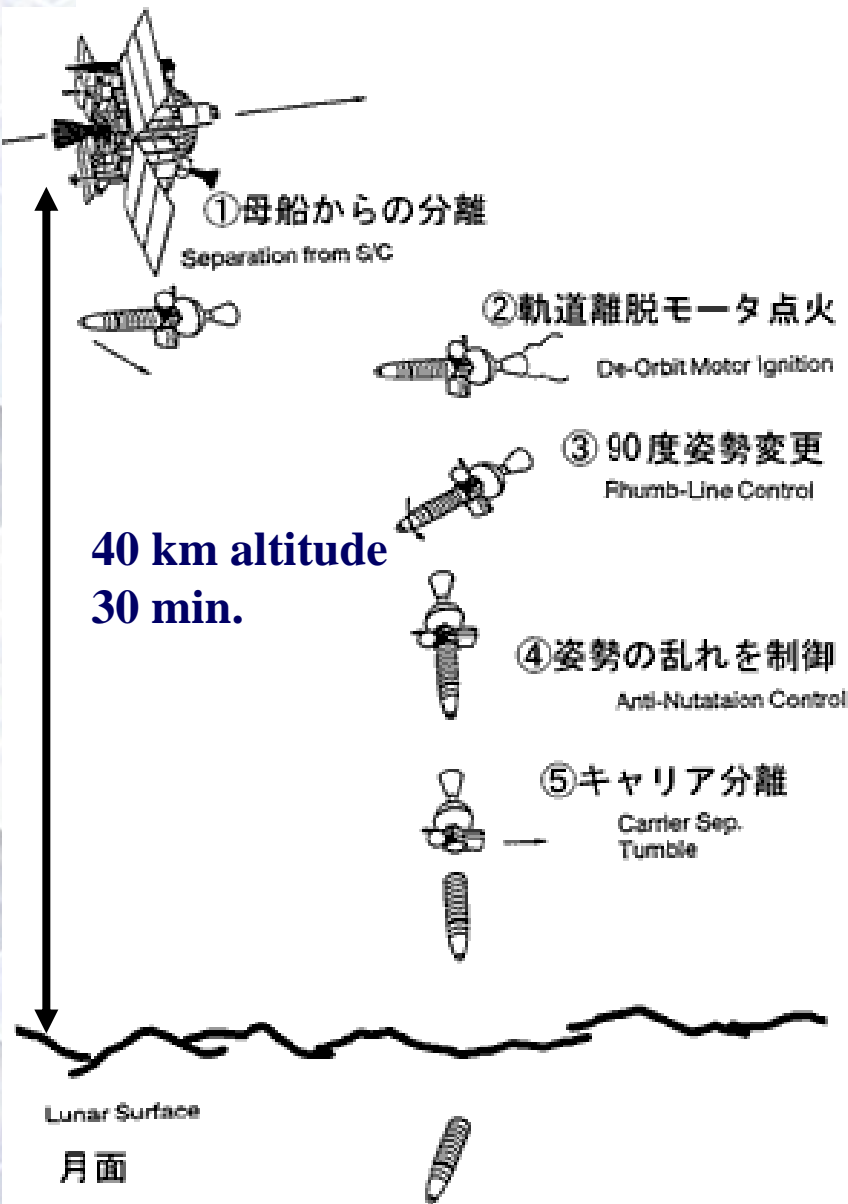 ①母船からの分離
Separation from S/C
②軌道離脱モータ点火
De-Orbit Motor Ignition
③90度姿勢変更
Rhumb-Line Control
40 km altitude
30 min.
④姿勢の乱れを制御
Anti-Nutataion Control
⑤キャリア分離
Carrier Sep.
Tumble
Lunar Surface
月面